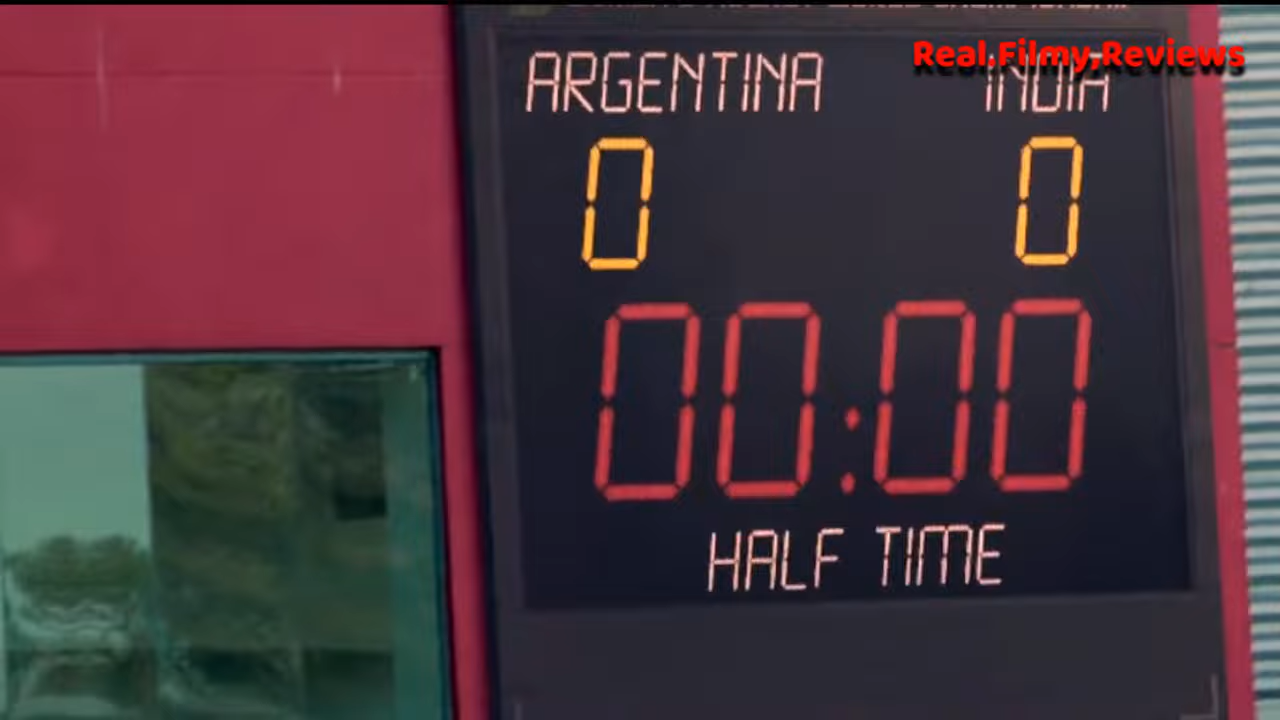 Real.Filmy,Reviews
ARGENTINA INDIA
0 0
00:00
HALF TIME